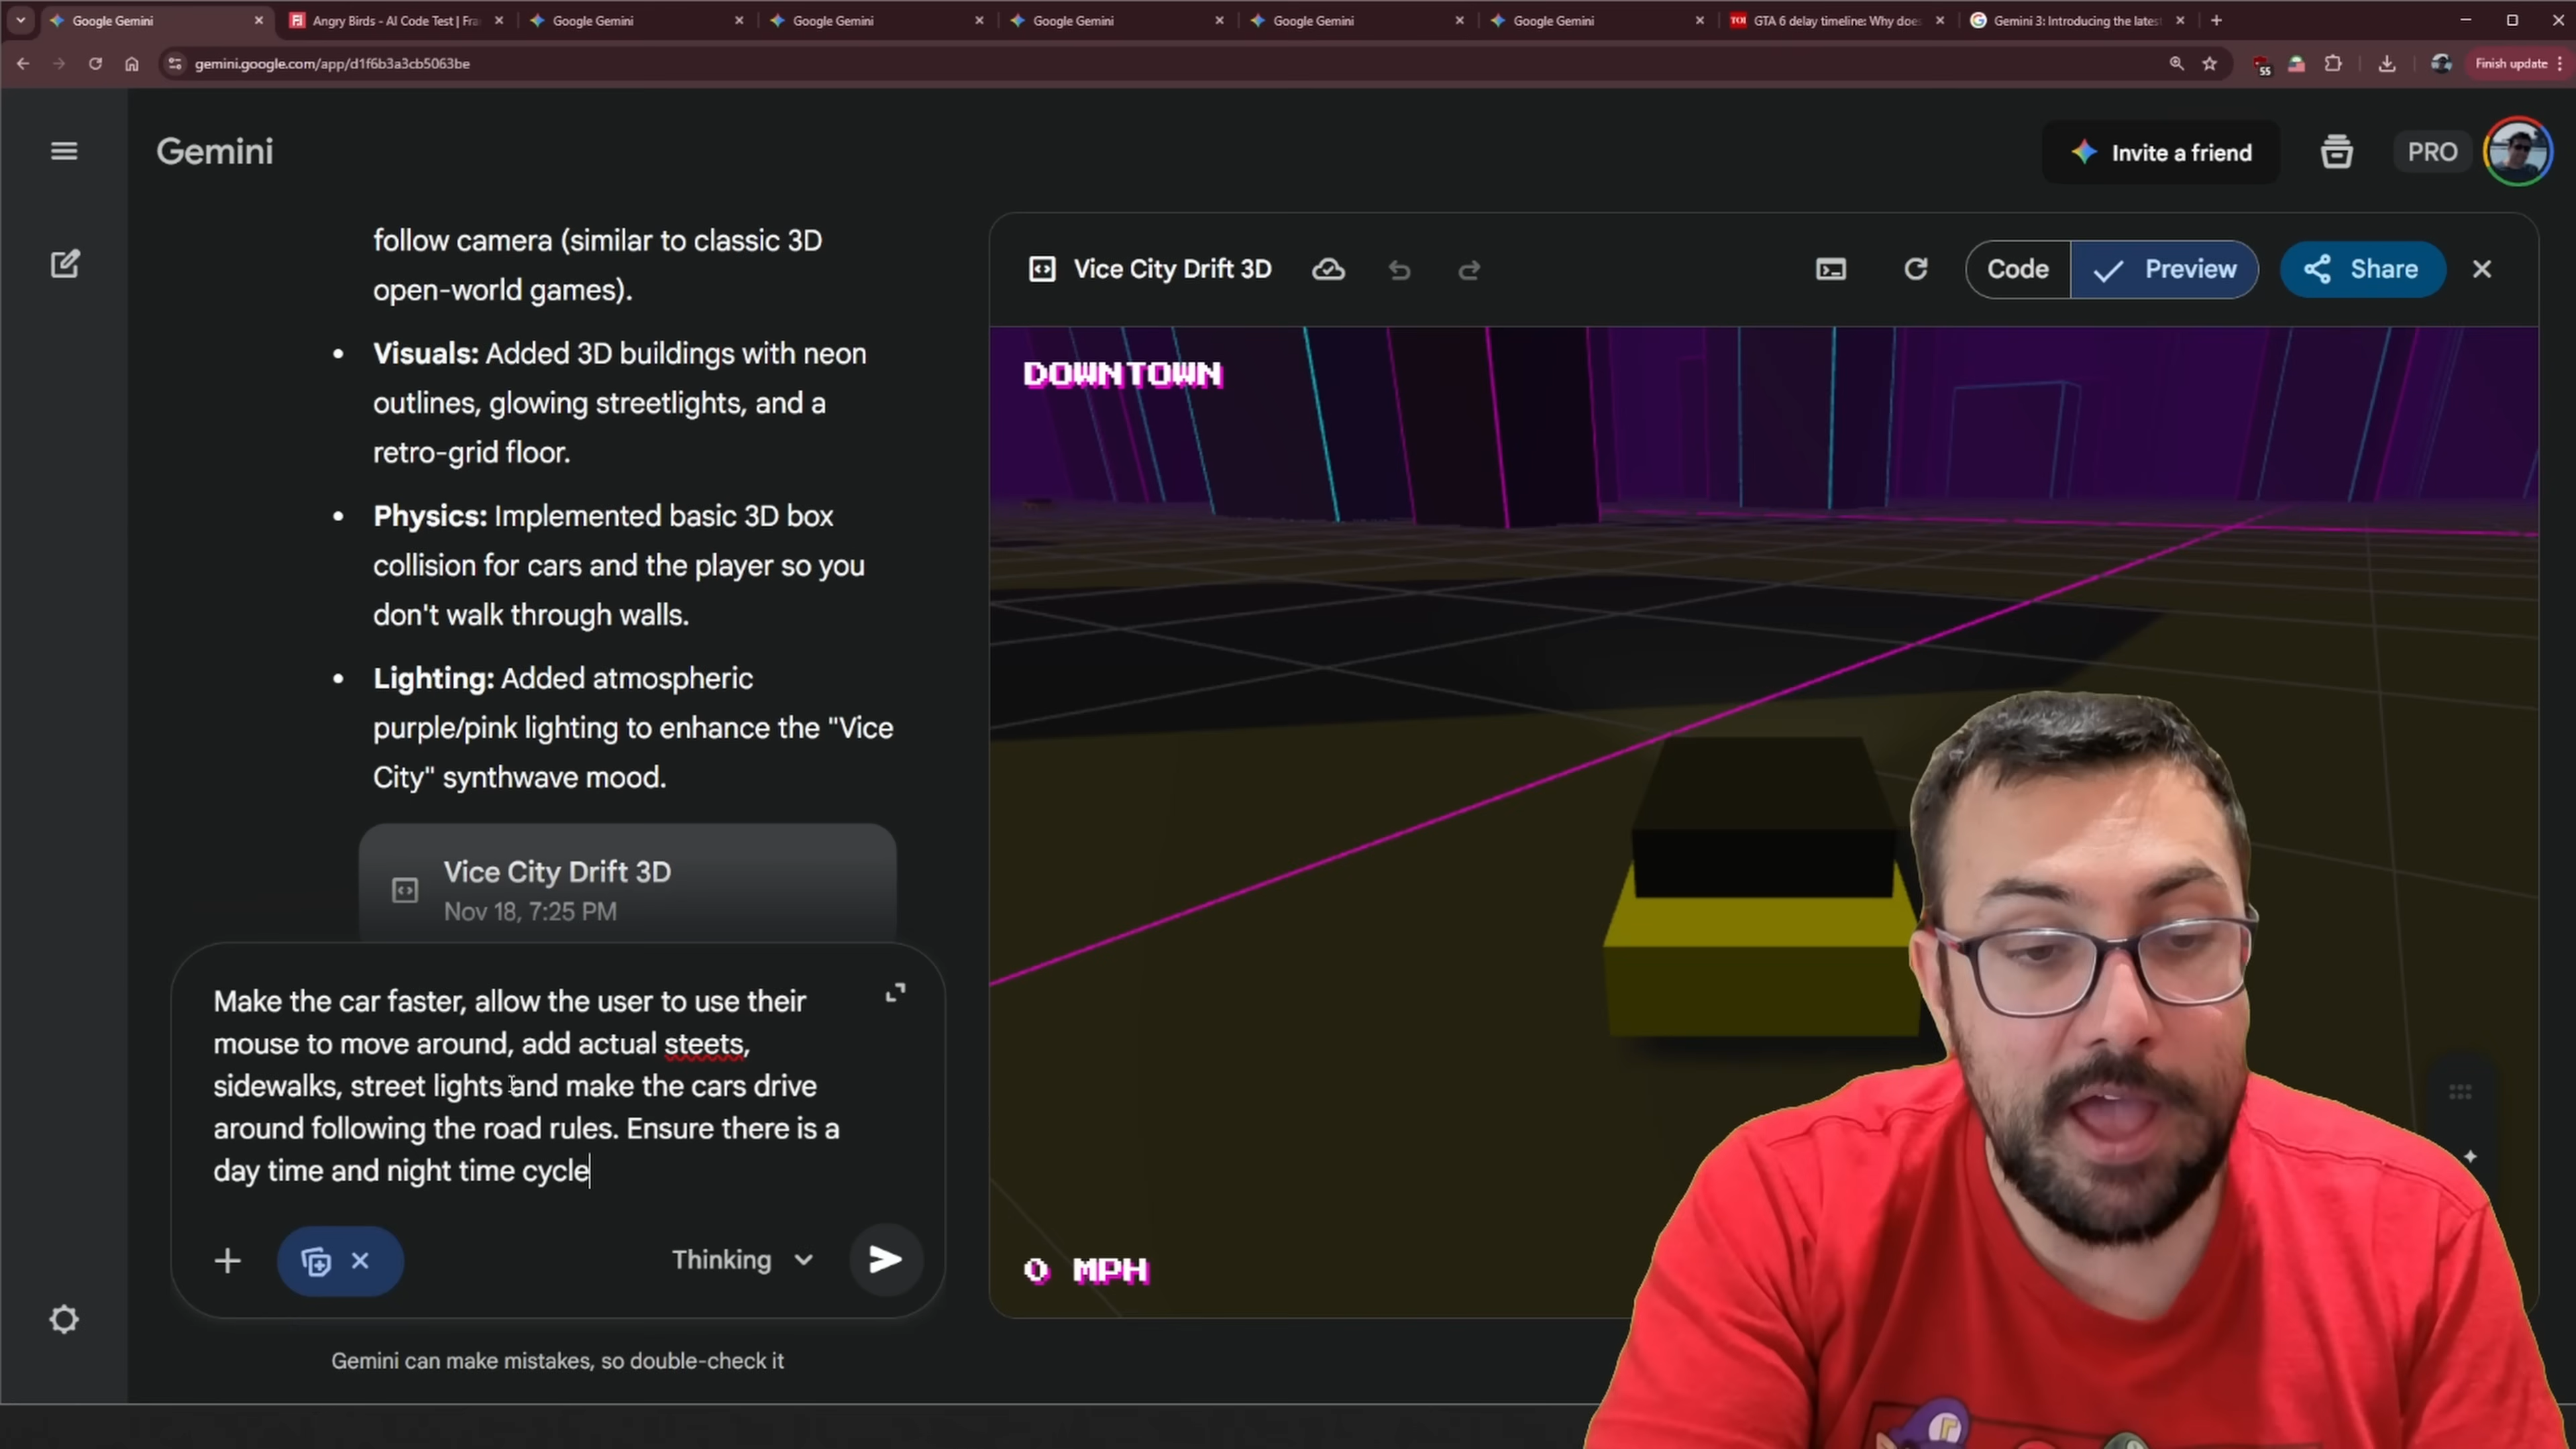 Google Gemini
Angry Birds - AI Code Test | Fra
Google Gemini
Google Gemini
Google Gemini
Google Gemini
Google Gemini
TOI
GTA 6 delay timeline: Why does
Gemini 3: Introducing the latest
gemini.google.com/app/d1f6b3a3cb5063be
55
Finish update
Gemini
Invite a friend
PRO
follow camera (similar to classic 3D
open-world games).
• Visuals: Added 3D buildings with neon
outlines, glowing streetlights, and a
retro-grid floor.
• Physics: Implemented basic 3D box
collision for cars and the player so you
don't walk through walls.
• Lighting: Added atmospheric
purple/pink lighting to enhance the "Vice
City" synthwave mood.
Vice City Drift 3D
Nov 18, 7:25 PM
Make the car faster, allow the user to use their
mouse to move around, add actual steets,
sidewalks, street lights and make the cars drive
around following the road rules. Ensure there is a
day time and night time cycle
Thinking
Gemini can make mistakes, so double-check it
Vice City Drift 3D
Code
Preview
Share
DOWNTOWN
0 MPH